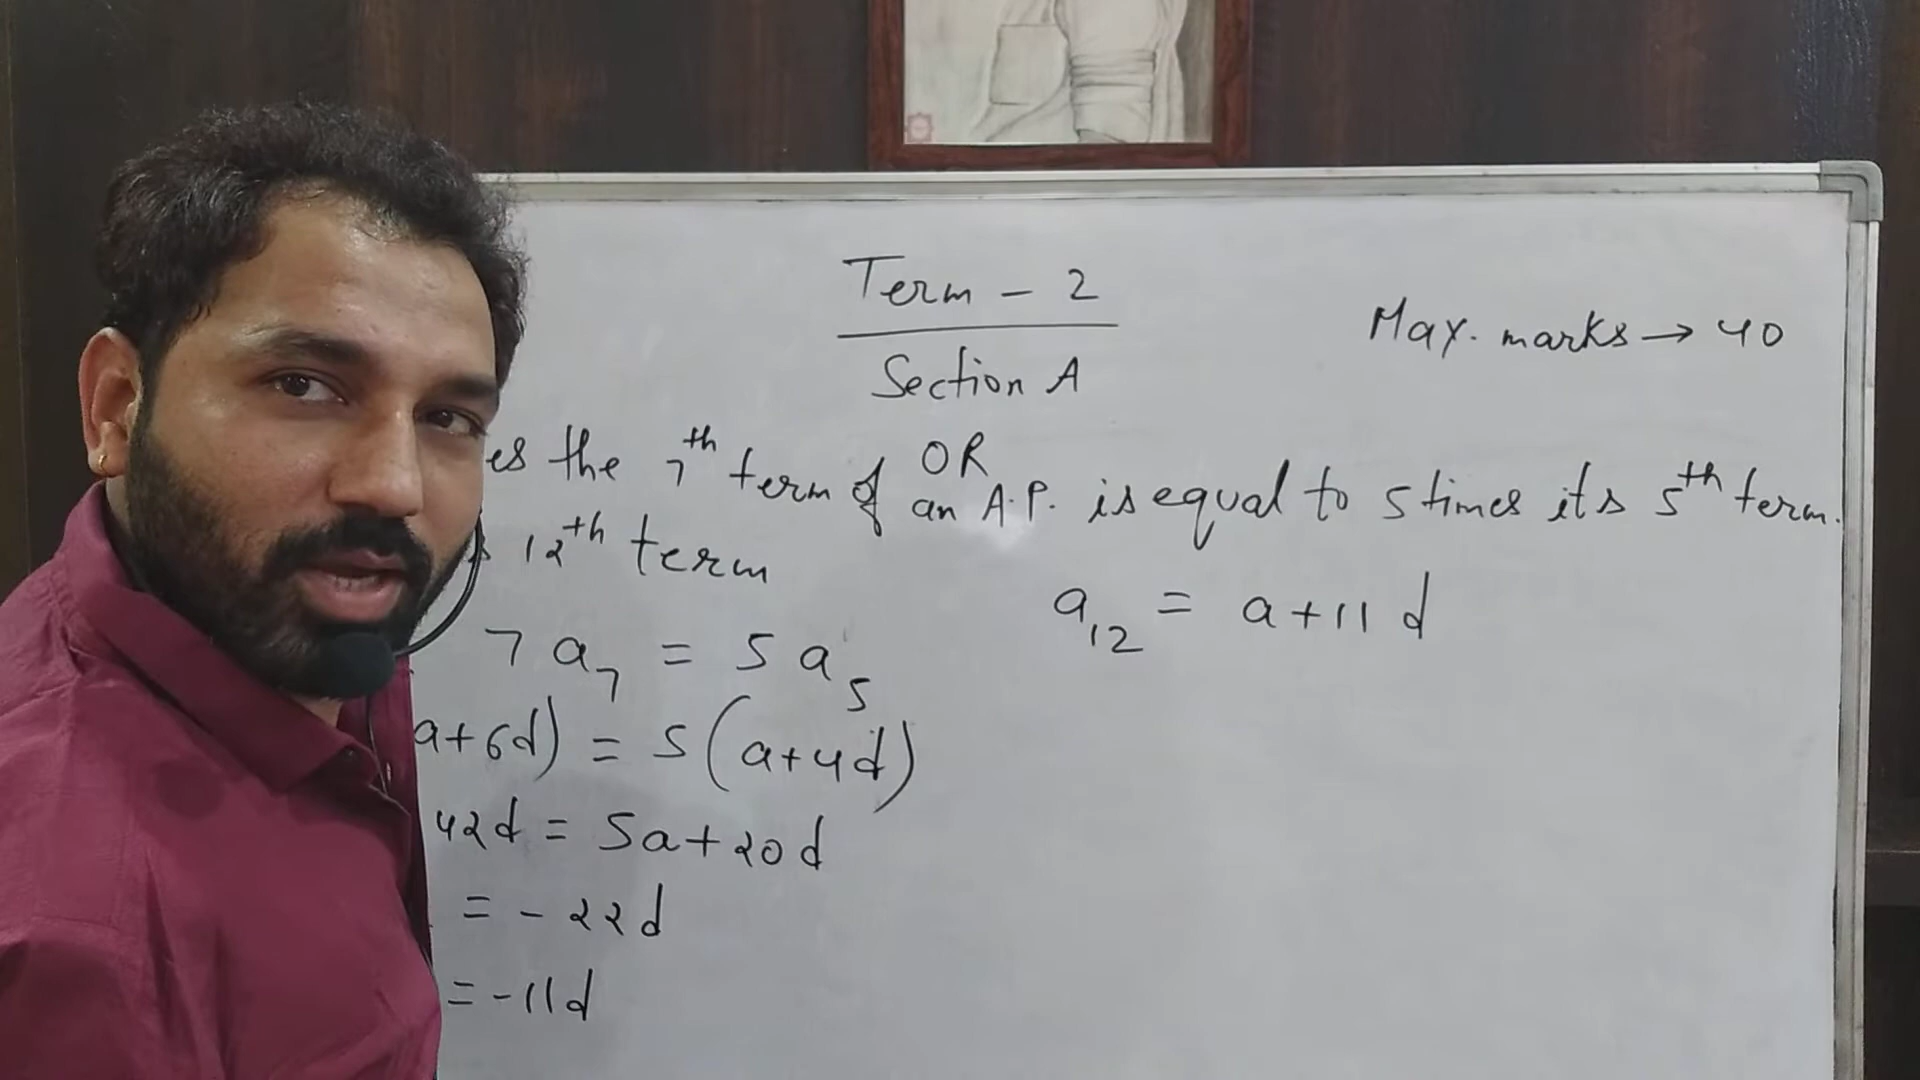 Term - 2
Section A
Max. marks → 40
OR
es the 7th term of an A.P. is equal to 5 times its 5th term.
12th term
7 a7 = 5 a5
a+6d) = 5(a+4d)
42d = 5a+20d
= -22d
= -11d
a12 = a+11d